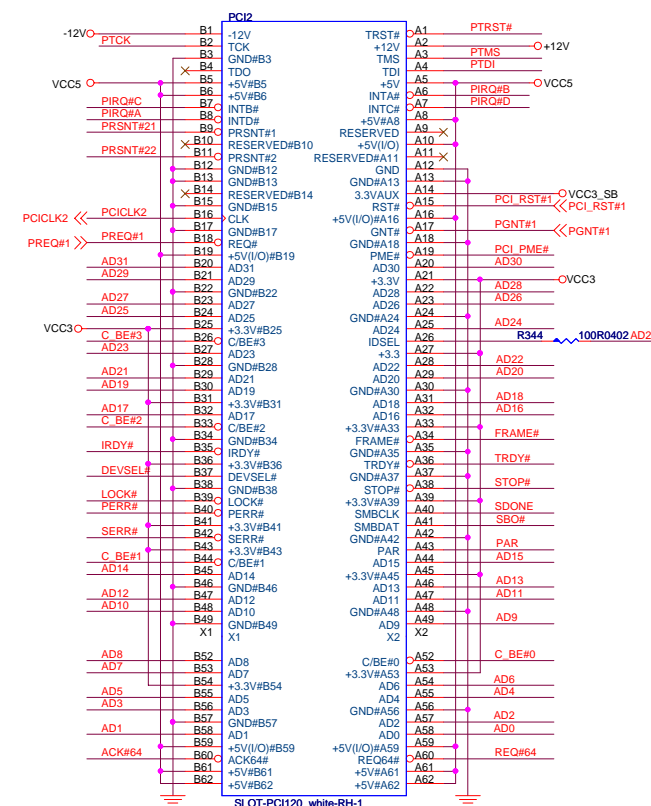 PCI2
-12V B1 -12V TRST# A1 PTRST#
PTCK B2 TCK +12V A2 +12V
B3 GND#B3 TMS A3 PTMS
B4 TDO TDI A4 PTDI
VCC5 B5 +5V#B5 +5V A5 VCC5
B6 +5V#B6 INTA# A6 PIRQ#B
PIRQ#C B7 INTB# INTC# A7 PIRQ#D
PIRQ#A B8 INTD# +5V#A8 A8
PRSNT#21 B9 PRSNT#1 RESERVED A9
B10 RESERVED#B10 +5V(I/O) A10
PRSNT#22 B11 PRSNT#2 RESERVED#A11 A11
B12 GND#B12 GND A12
B13 GND#B13 GND#A13 A13
B14 RESERVED#B14 3.3VAUX A14 VCC3_SB
B15 GND#B15 RST# A15 PCI_RST#1 PCI_RST#1
PCICLK2 PCICLK2 B16 CLK +5V(I/O)#A16 A16
B17 GND#B17 GNT# A17 PGNT#1 PGNT#1
PREQ#1 PREQ#1 B18 REQ# GND#A18 A18
B19 +5V(I/O)#B19 PME# A19 PCI_PME#
AD31 B20 AD31 AD30 A20 AD30
AD29 B21 AD29 +3.3V A21 VCC3
B22 GND#B22 AD28 A22 AD28
AD27 B23 AD27 AD26 A23 AD26
AD25 B24 AD25 GND#A24 A24
VCC3 B25 +3.3V#B25 AD24 A25 AD24
C_BE#3 B26 C/BE#3 IDSEL A26 R344 100R0402 AD2
AD23 B27 AD23 +3.3 A27
B28 GND#B28 AD22 A28 AD22
AD21 B29 AD21 AD20 A29 AD20
AD19 B30 AD19 GND#A30 A30
B31 +3.3V#B31 AD18 A31 AD18
AD17 B32 AD17 AD16 A32 AD16
C_BE#2 B33 C/BE#2 +3.3V#A33 A33
B34 GND#B34 FRAME# A34 FRAME#
IRDY# B35 IRDY# GND#A35 A35
B36 +3.3V#B36 TRDY# A36 TRDY#
DEVSEL# B37 DEVSEL# GND#A37 A37
B38 GND#B38 STOP# A38 STOP#
LOCK# B39 LOCK# +3.3V#A39 A39
PERR# B40 PERR# SMBCLK A40 SDONE
B41 +3.3V#B41 SMBDAT A41 SBO#
SERR# B42 SERR# GND#A42 A42
B43 +3.3V#B43 PAR A43 PAR
C_BE#1 B44 C/BE#1 AD15 A44 AD15
AD14 B45 AD14 +3.3V#A45 A45
B46 GND#B46 AD13 A46 AD13
AD12 B47 AD12 AD11 A47 AD11
AD10 B48 AD10 GND#A48 A48
B49 GND#B49 AD9 A49 AD9
X1 X1 X2 X2
AD8 B52 AD8 C/BE#0 A52 C_BE#0
AD7 B53 AD7 +3.3V#A53 A53
B54 +3.3V#B54 AD6 A54 AD6
AD5 B55 AD5 AD4 A55 AD4
AD3 B56 AD3 GND#A56 A56
B57 GND#B57 AD2 A57 AD2
AD1 B58 AD1 AD0 A58 AD0
B59 +5V(I/O)#B59 +5V(I/O)#A59 A59
ACK#64 B60 ACK64# REQ64# A60 REQ#64
B61 +5V#B61 +5V#A61 A61
B62 +5V#B62 +5V#A62 A62
SLOT-PCI120_white-RH-1